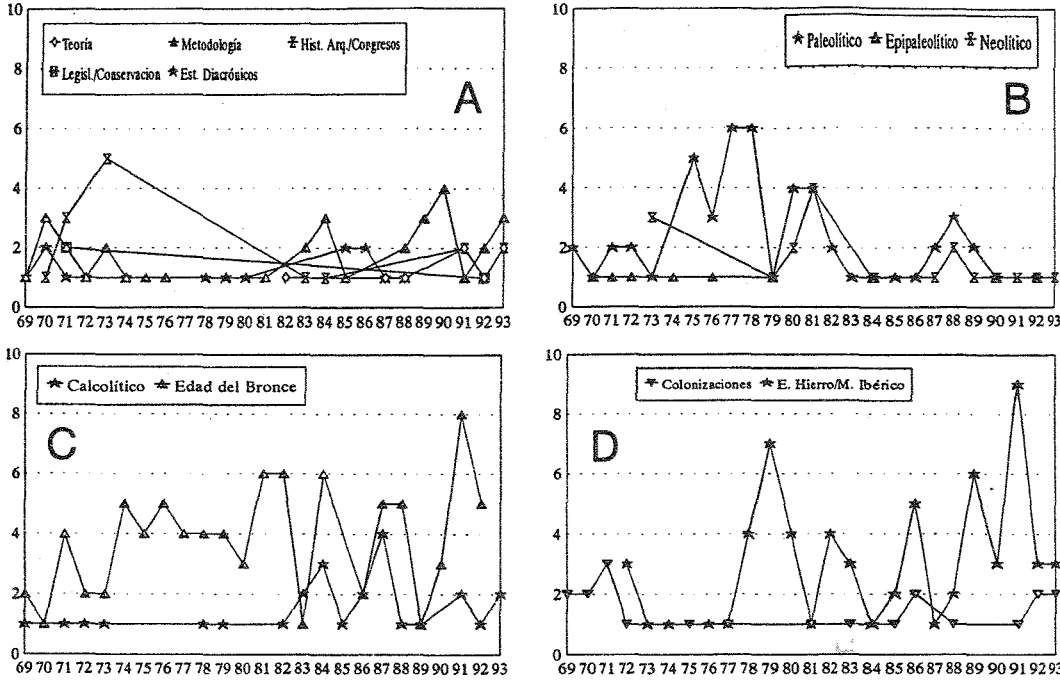 10
8
6
4
2
0
Teoría Metodología Hist. Arq./Congresos
Legisl./Conservacion Est. Diacrónicos
A
69 70 71 72 73 74 75 76 77 78 79 80 81 82 83 84 85 86 87 88 89 90 91 92 93
10
8
6
4
2
0
Paleolítico Epipaleolítico Neolítico
B
69 70 71 72 73 74 75 76 77 78 79 80 81 82 83 84 85 86 87 88 89 90 91 92 93
10
8
6
4
2
0
Calcolítico Edad del Bronce
C
69 70 71 72 73 74 75 76 77 78 79 80 81 82 83 84 85 86 87 88 89 90 91 92 93
10
8
6
4
2
0
Colonizaciones E. Hierro/M. Ibérico
D
69 70 71 72 73 74 75 76 77 78 79 80 81 82 83 84 85 86 87 88 89 90 91 92 93